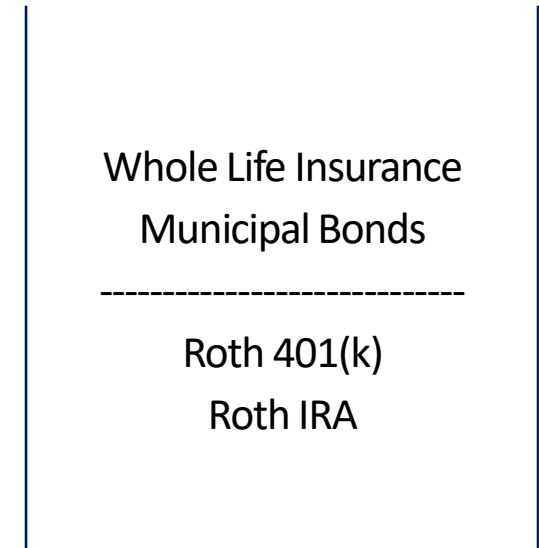 Whole Life Insurance
Municipal Bonds
-----------------------------
Roth 401(k)
Roth IRA